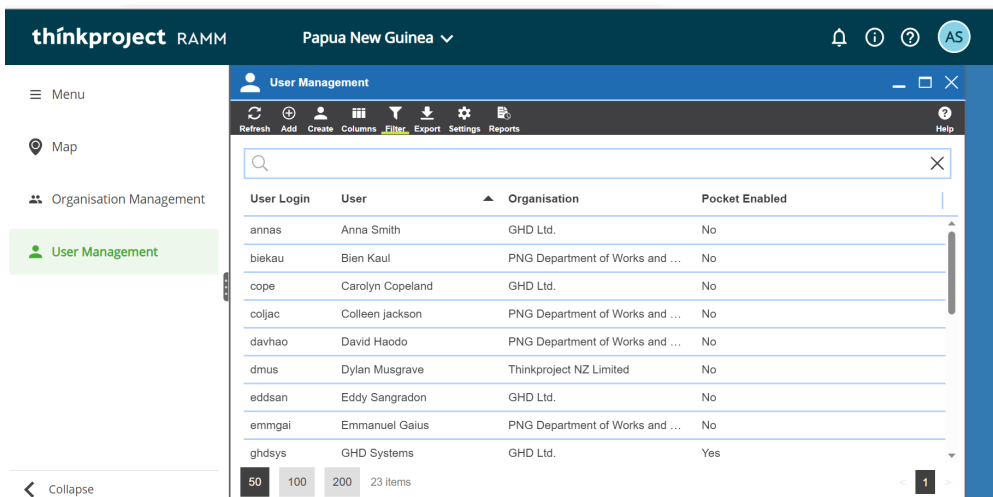 thinkproject RAMM
Papua New Guinea
AS
Menu
Map
Organisation Management
User Management
Collapse
User Management
Refresh Add Create Columns Filter Export Settings Reports
Help
User Login User Organisation Pocket Enabled
annas Anna Smith GHD Ltd. No
biekau Bien Kaul PNG Department of Works and ... No
cope Carolyn Copeland GHD Ltd. No
coljac Colleen jackson PNG Department of Works and ... No
davhao David Haodo PNG Department of Works and ... No
dmus Dylan Musgrave Thinkproject NZ Limited No
eddsan Eddy Sangradon GHD Ltd. No
emmgai Emmanuel Gaius PNG Department of Works and ... No
ghdsys GHD Systems GHD Ltd. Yes
50 100 200 23 items
< 1 >